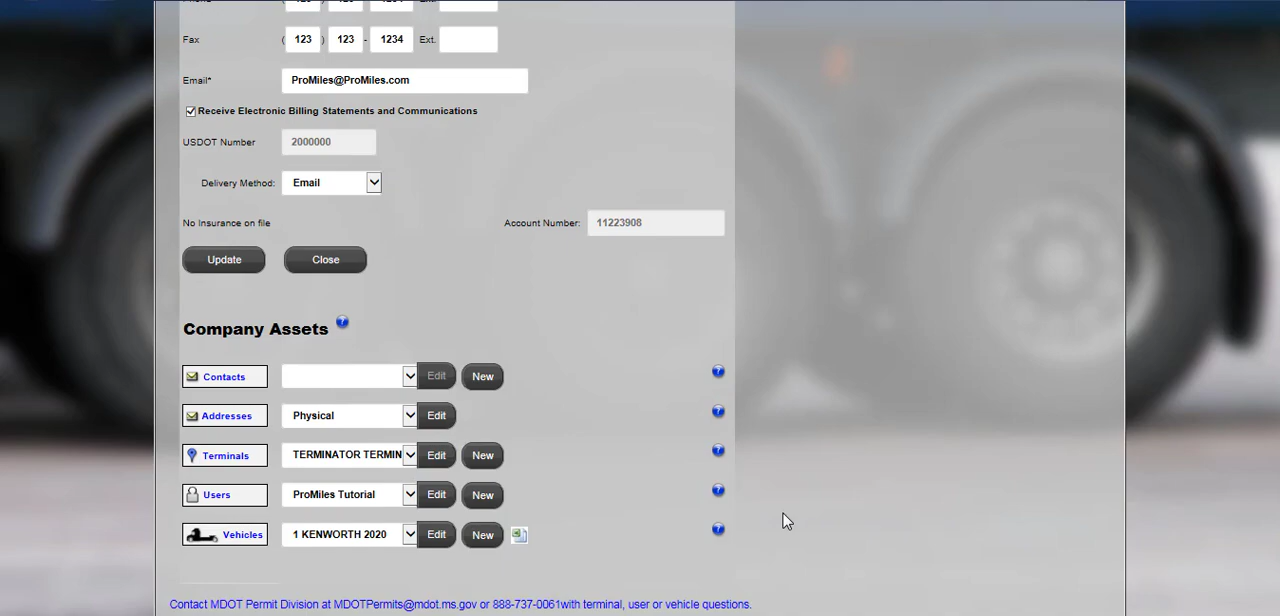 Fax ( 123 ) 123 - 1234 Ext.
Email* ProMiles@ProMiles.com
Receive Electronic Billing Statements and Communications
USDOT Number 2000000
Delivery Method: Email
No Insurance on file Account Number: 11223908
Update Close
Company Assets ?
Contacts Edit New ?
Addresses Physical Edit ?
Terminals TERMINATOR TERMIN Edit New ?
Users ProMiles Tutorial Edit New ?
Vehicles 1 KENWORTH 2020 Edit New ?
Contact MDOT Permit Division at MDOTPermits@mdot.ms.gov or 888-737-0061with terminal, user or vehicle questions.